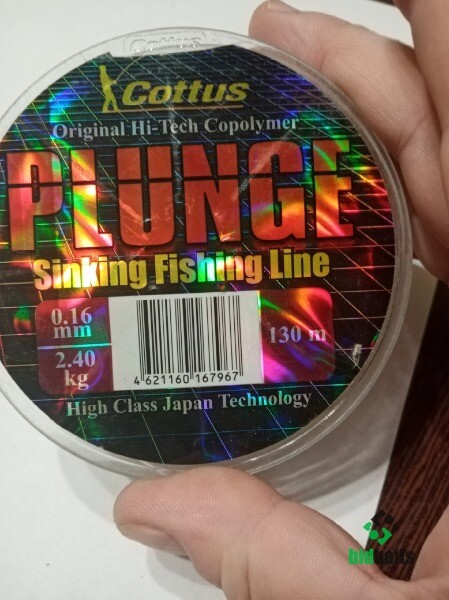 Cottus
Cottus
Original Hi-Tech Copolymer
PLUNGE
Sinking Fishing Line
0.16
mm
2.40
kg
130 m
4 621160 167967
High Class Japan Technology